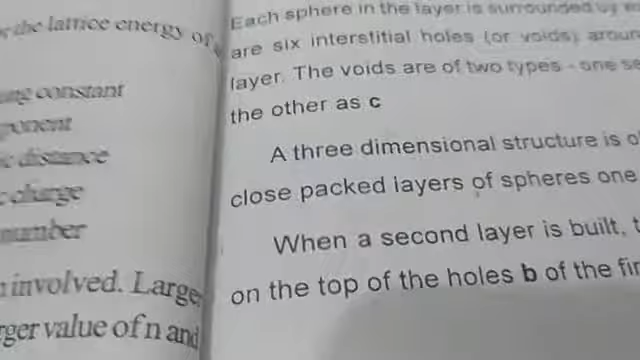 the lattice energy of
constant
ponent
distance
charge
number
involved. Large
ger value of n and
Each sphere in the layer is surrounded by
are six interstitial holes (or voids) aroun
layer. The voids are of two types - one se
the other as c
A three dimensional structure is o
close packed layers of spheres one
When a second layer is built, t
on the top of the holes b of the fir